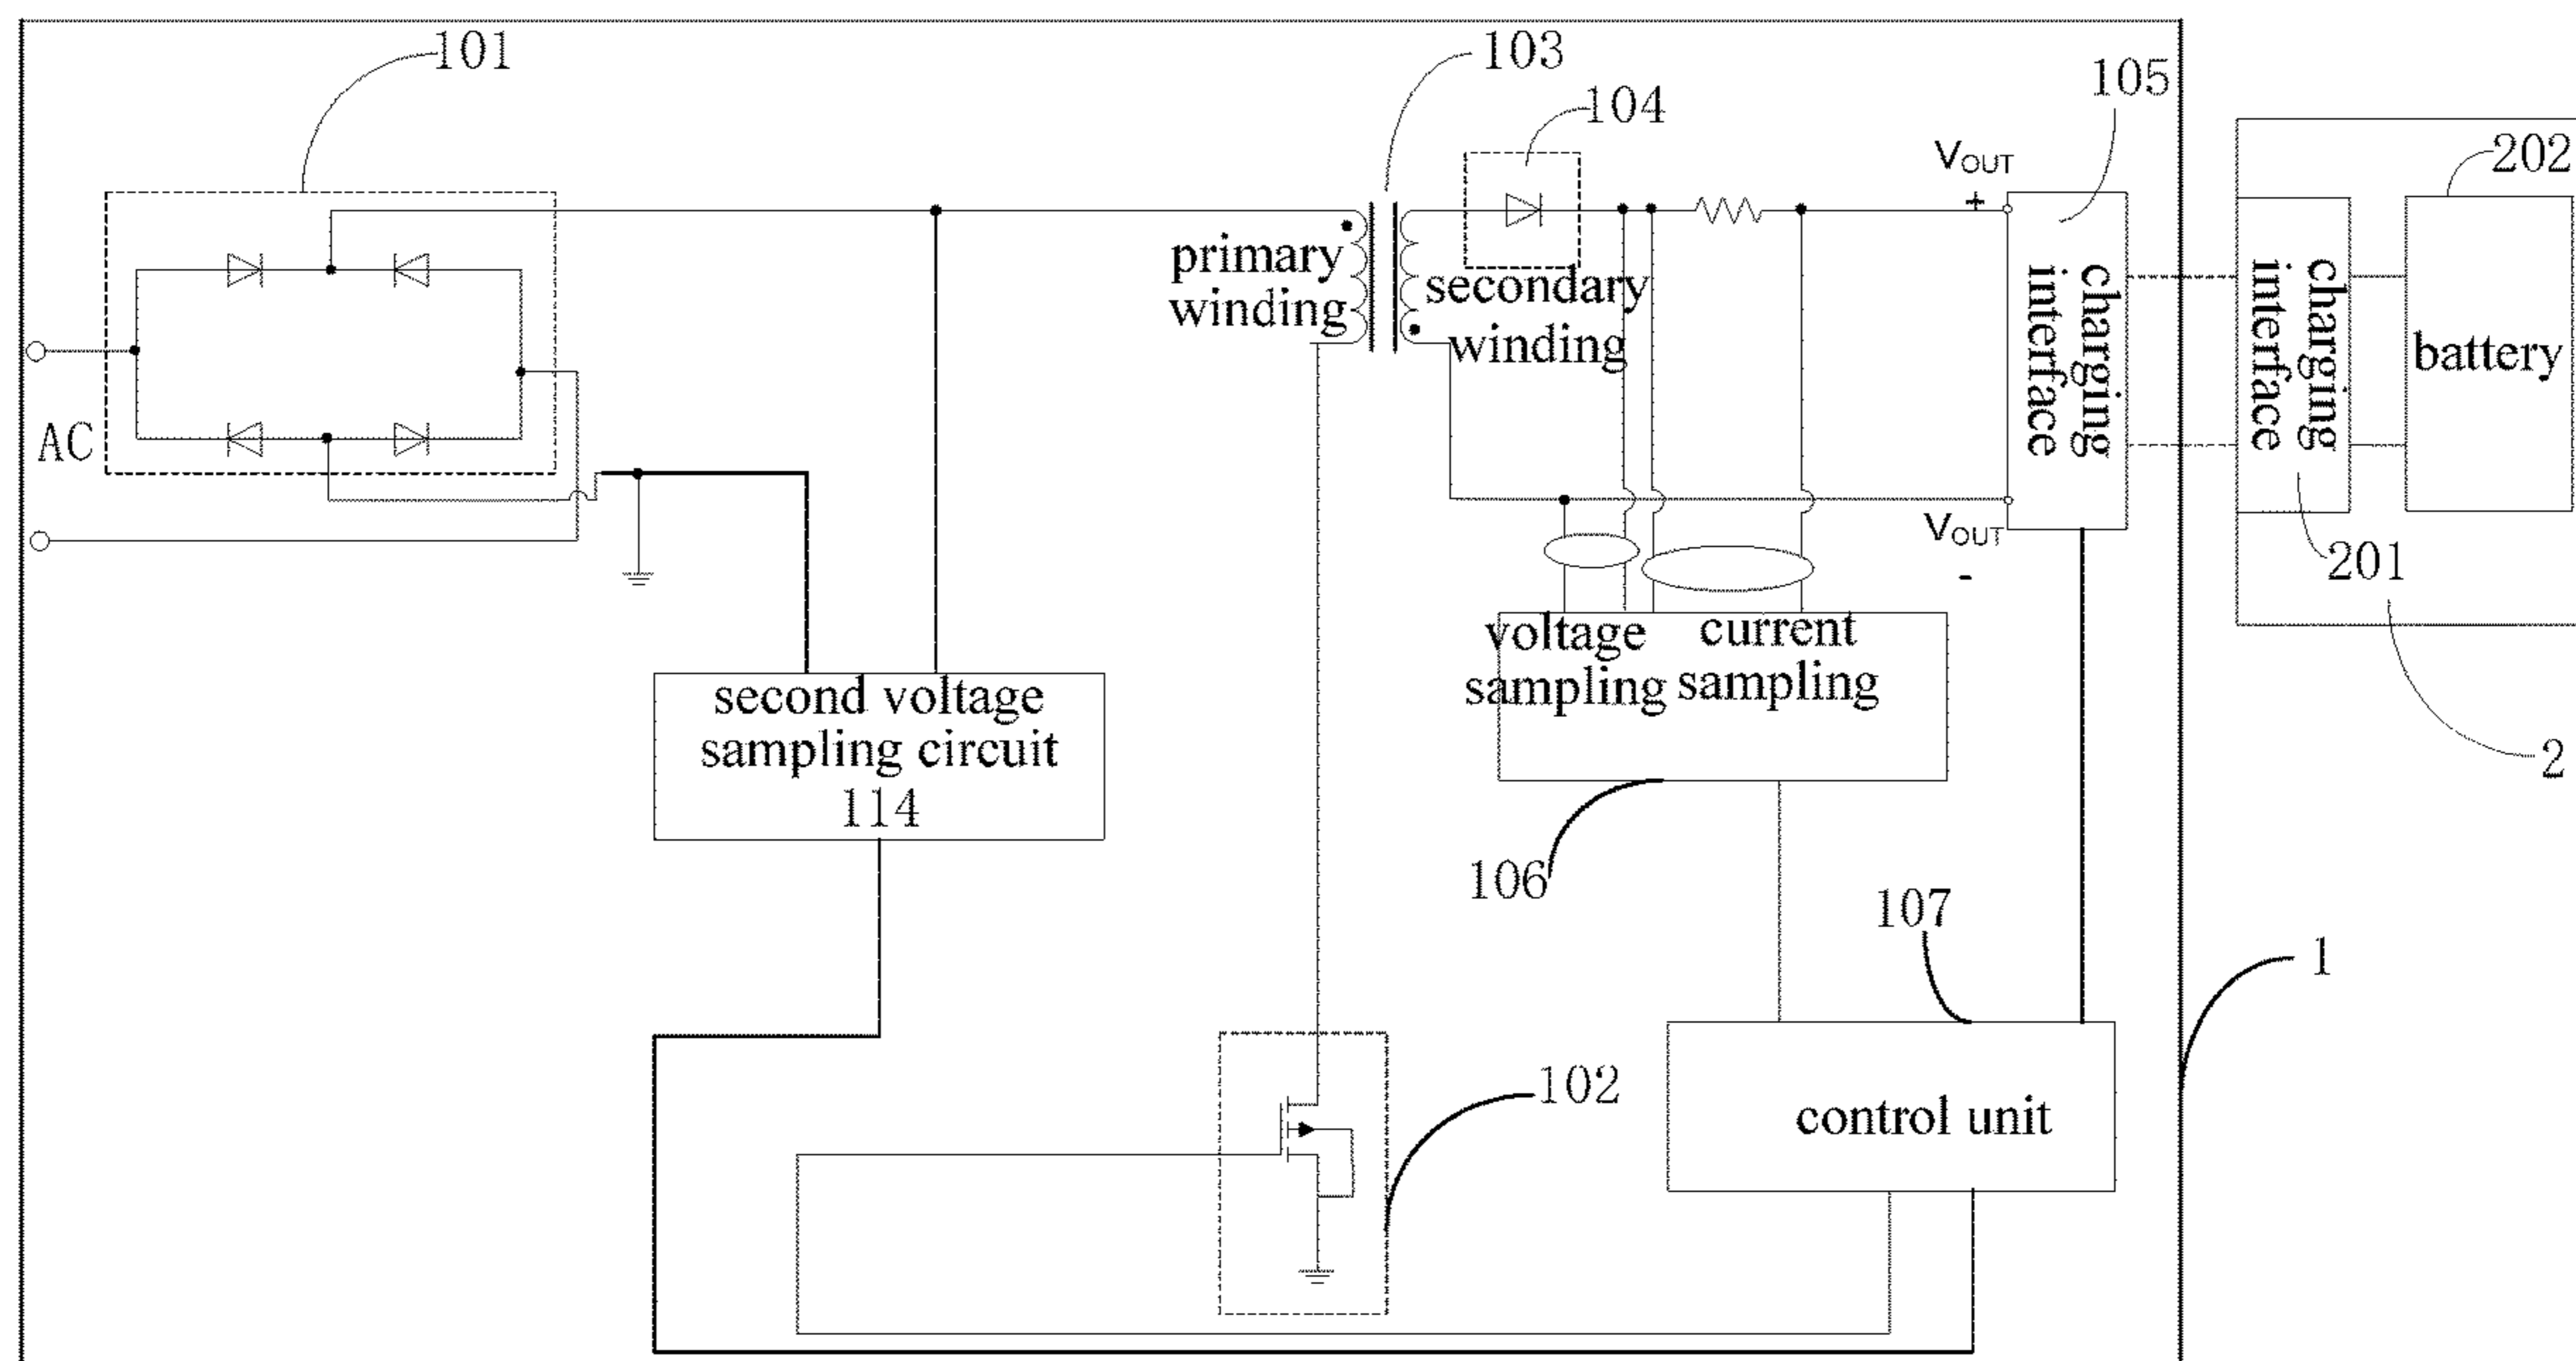 101
103
104
105
VOUT
+
202
primary
winding
secondary
winding
charging
interface
charging
interface
battery
AC
VOUT
-
201
voltage
sampling
current
sampling
second voltage
sampling circuit
114
2
106
107
1
102
control unit